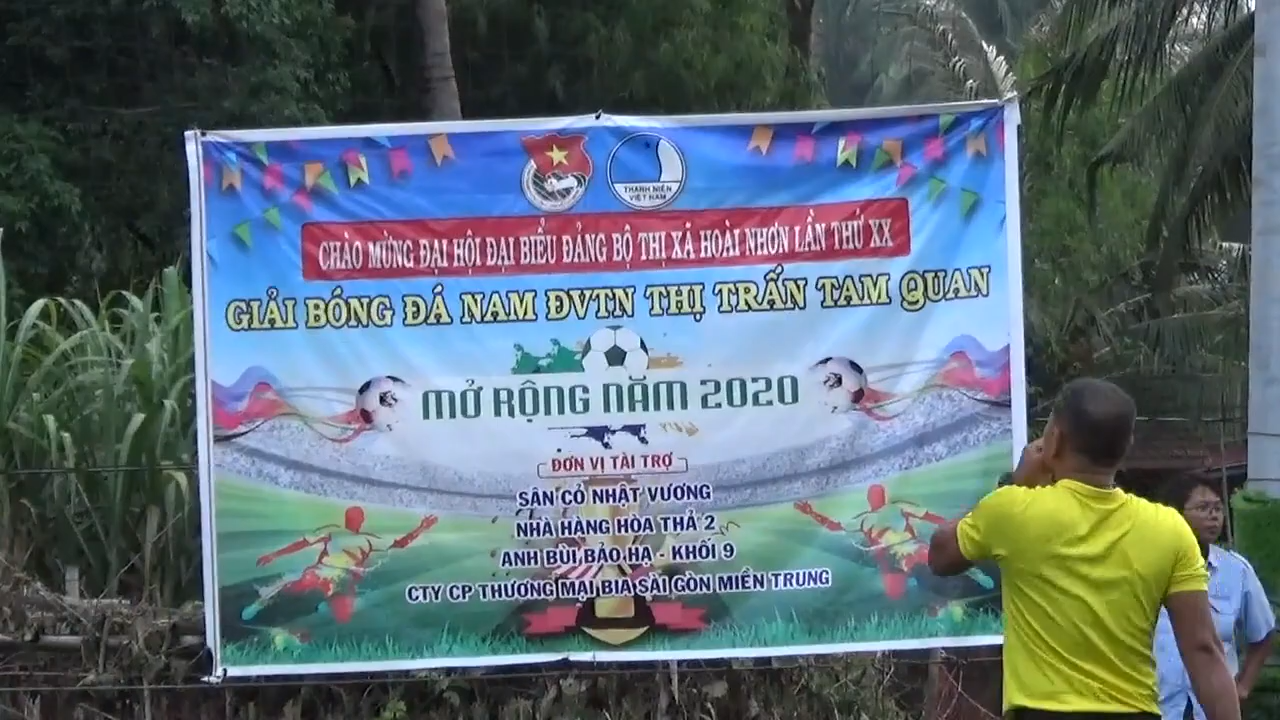 THANH NIÊN
VIỆT NAM
CHÀO MỪNG ĐẠI HỘI ĐẠI BIỂU ĐẢNG BỘ THỊ XÃ HOÀI NHƠN LẦN THỨ XX
GIẢI BÓNG ĐÁ NAM ĐVTN THỊ TRẤN TAM QUAN
MỞ RỘNG NĂM 2020
ĐƠN VỊ TÀI TRỢ
SÂN CỎ NHẬT VƯƠNG
NHÀ HÀNG HÒA THẢ 2
ANH BÙI BẢO HẠ - KHỐI 9
CTY CP THƯƠNG MẠI BIA SÀI GÒN MIỀN TRUNG